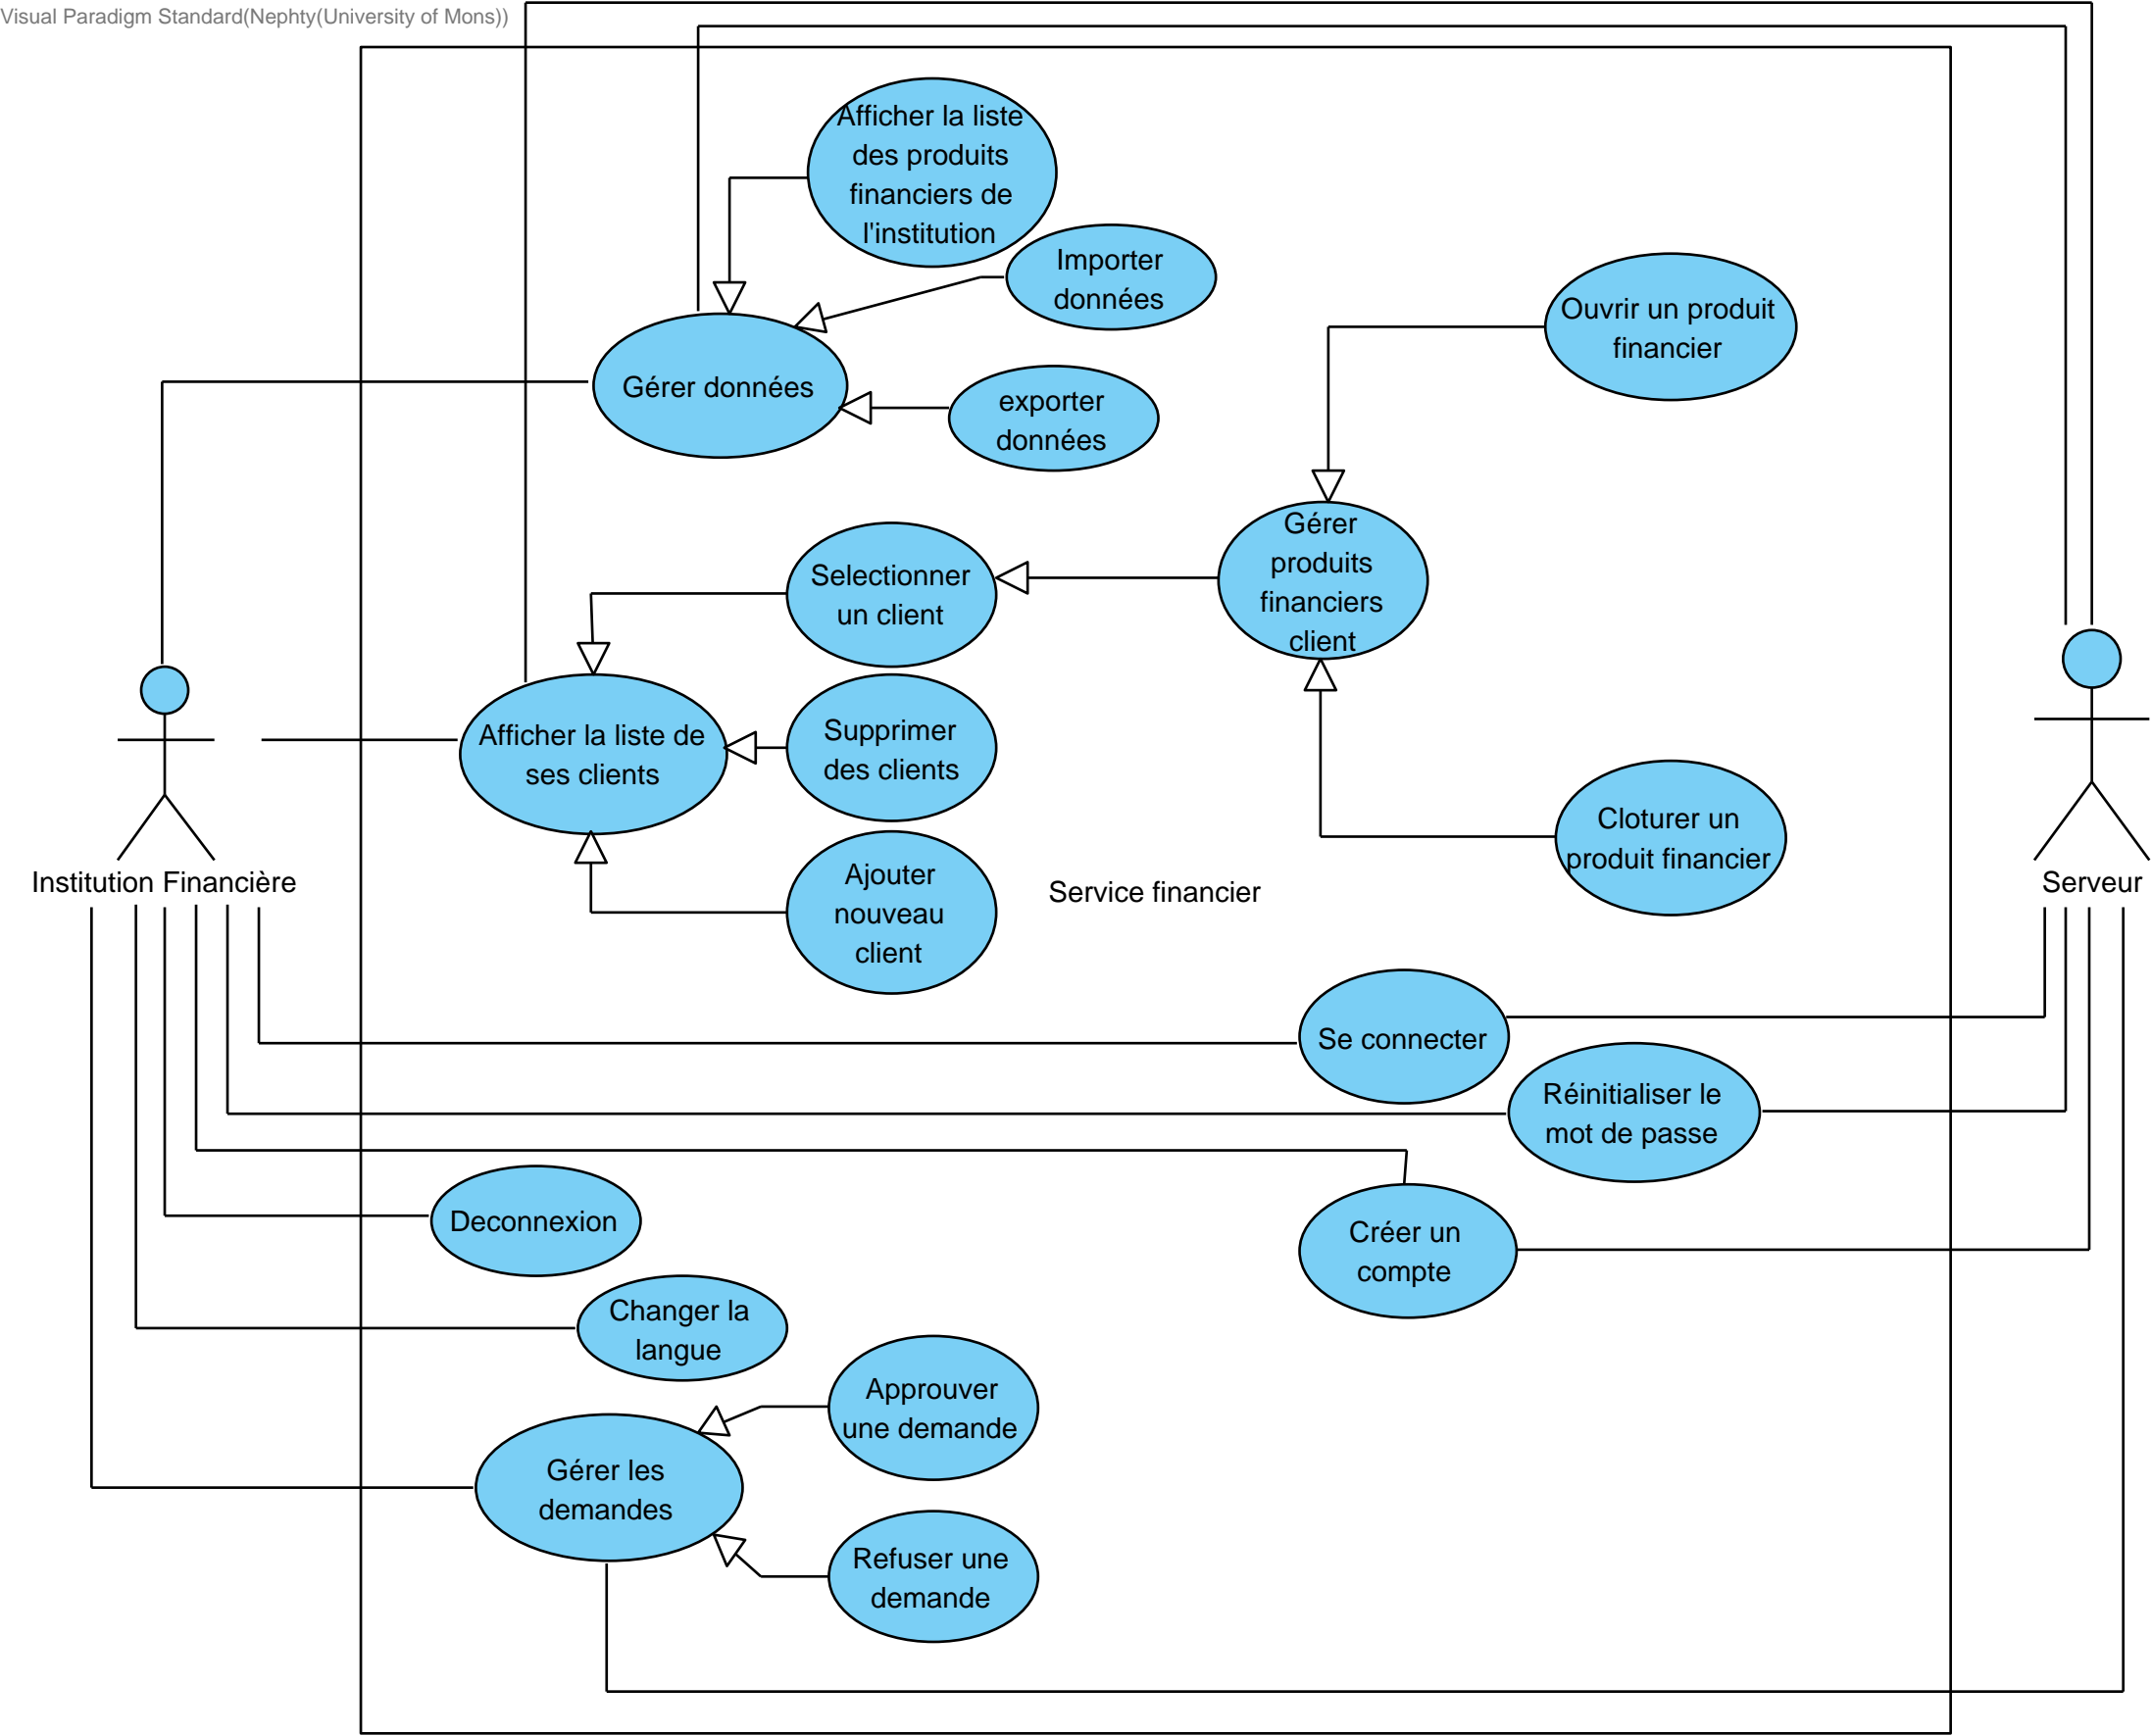 Visual Paradigm Standard(Nephty(University of Mons))
Afficher la liste
des produits
financiers de
l'institution
Importer
données
Ouvrir un produit
financier
Gérer données
exporter
données
Gérer
produits
financiers
client
Selectionner
un client
Afficher la liste de
ses clients
Supprimer
des clients
Cloturer un
produit financier
Institution Financière
Ajouter
nouveau
client
Service financier
Serveur
Se connecter
Réinitialiser le
mot de passe
Deconnexion
Créer un
compte
Changer la
langue
Approuver
une demande
Gérer les
demandes
Refuser une
demande